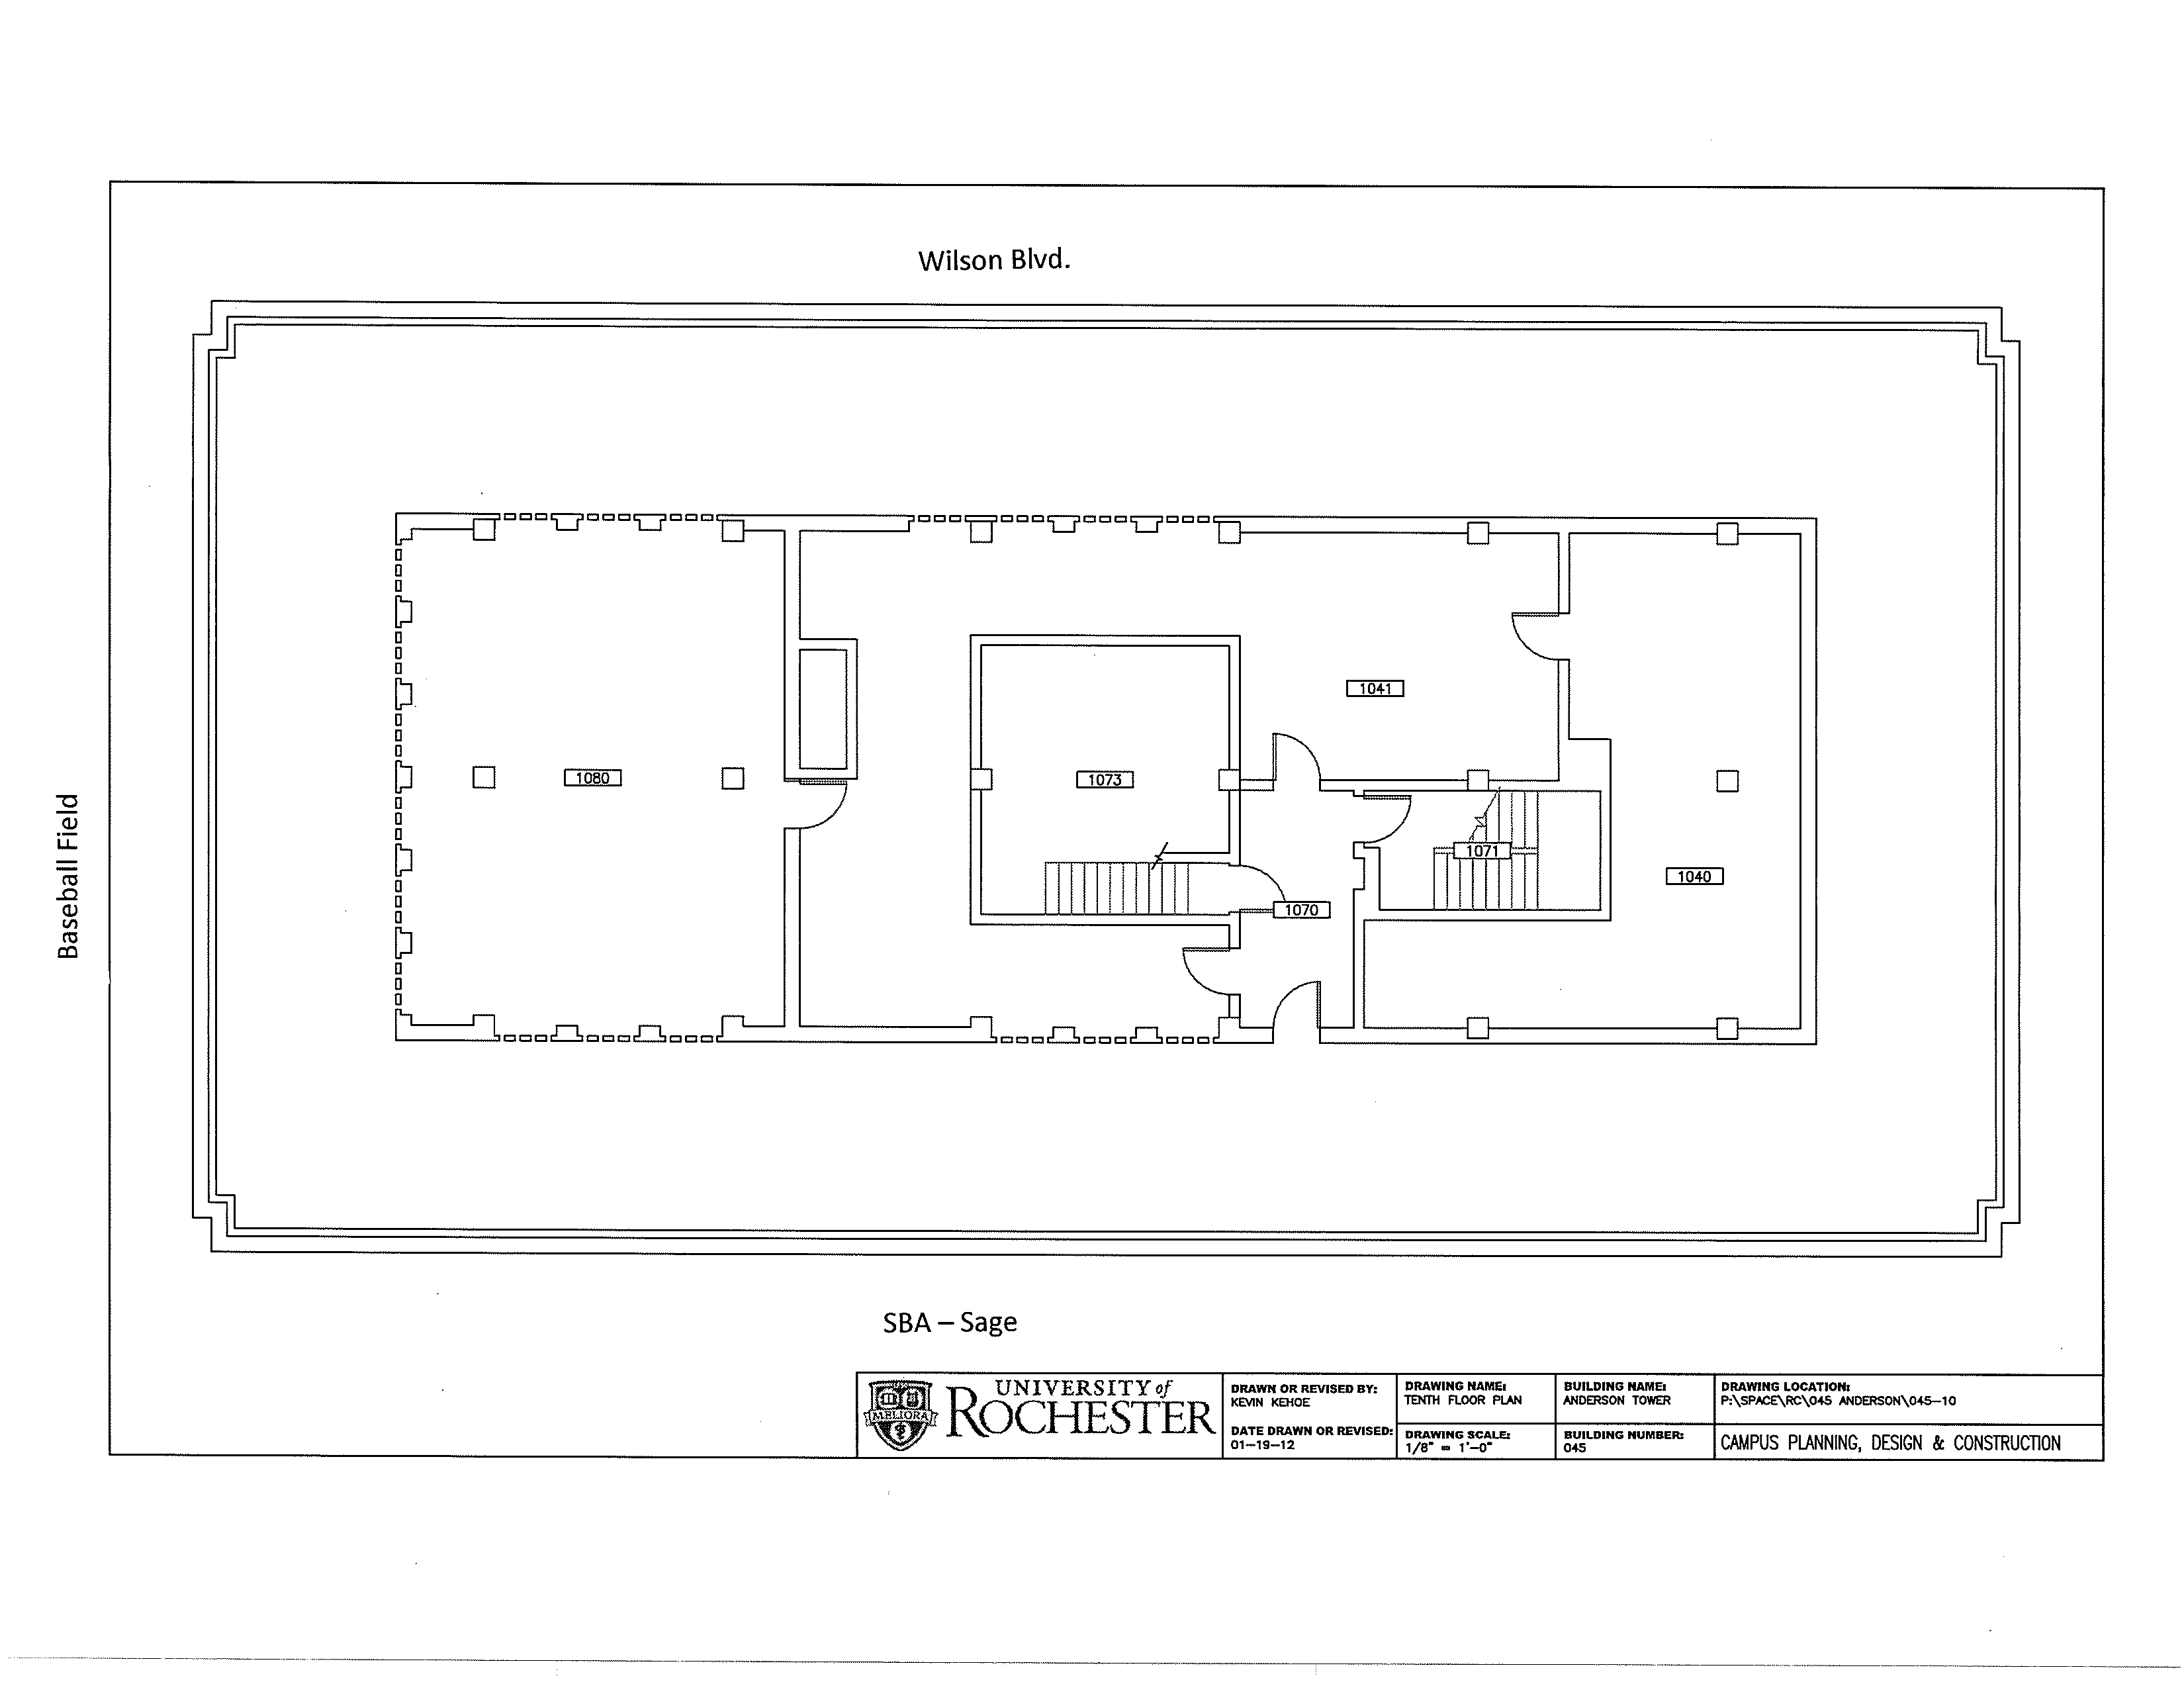 Wilson Blvd.
Baseball Field
1041
1080
1073
1071
1040
1070
SBA – Sage
MELIORA
UNIVERSITY of
ROCHESTER
DRAWN OR REVISED BY:
KEVIN KEHOE
DATE DRAWN OR REVISED:
01-19-12
DRAWING NAME:
TENTH FLOOR PLAN
DRAWING SCALE:
1/8" = 1'-0"
BUILDING NAME:
ANDERSON TOWER
BUILDING NUMBER:
045
DRAWING LOCATION:
P:\SPACE\RC\045 ANDERSON\045-10
CAMPUS PLANNING, DESIGN & CONSTRUCTION